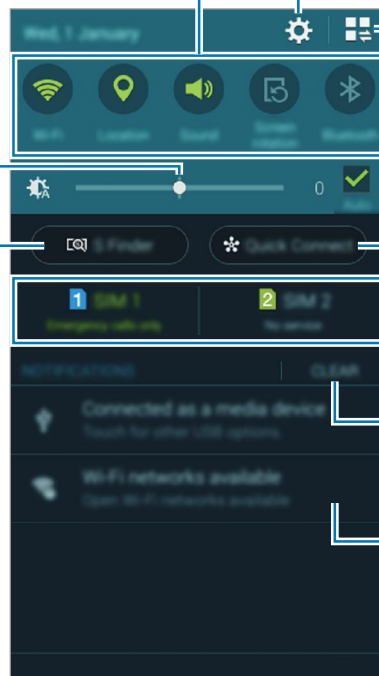 Wed, 1 January
Wi-Fi
Location
Sound
Screen rotation
Bluetooth
A
0
Auto
S Finder
Quick Connect
1 SIM 1
2 SIM 2
Emergency calls only
No service
NOTIFICATIONS
CLEAR
Connected as a media device
Touch for other USB options.
Wi-Fi networks available
Open Wi-Fi networks available